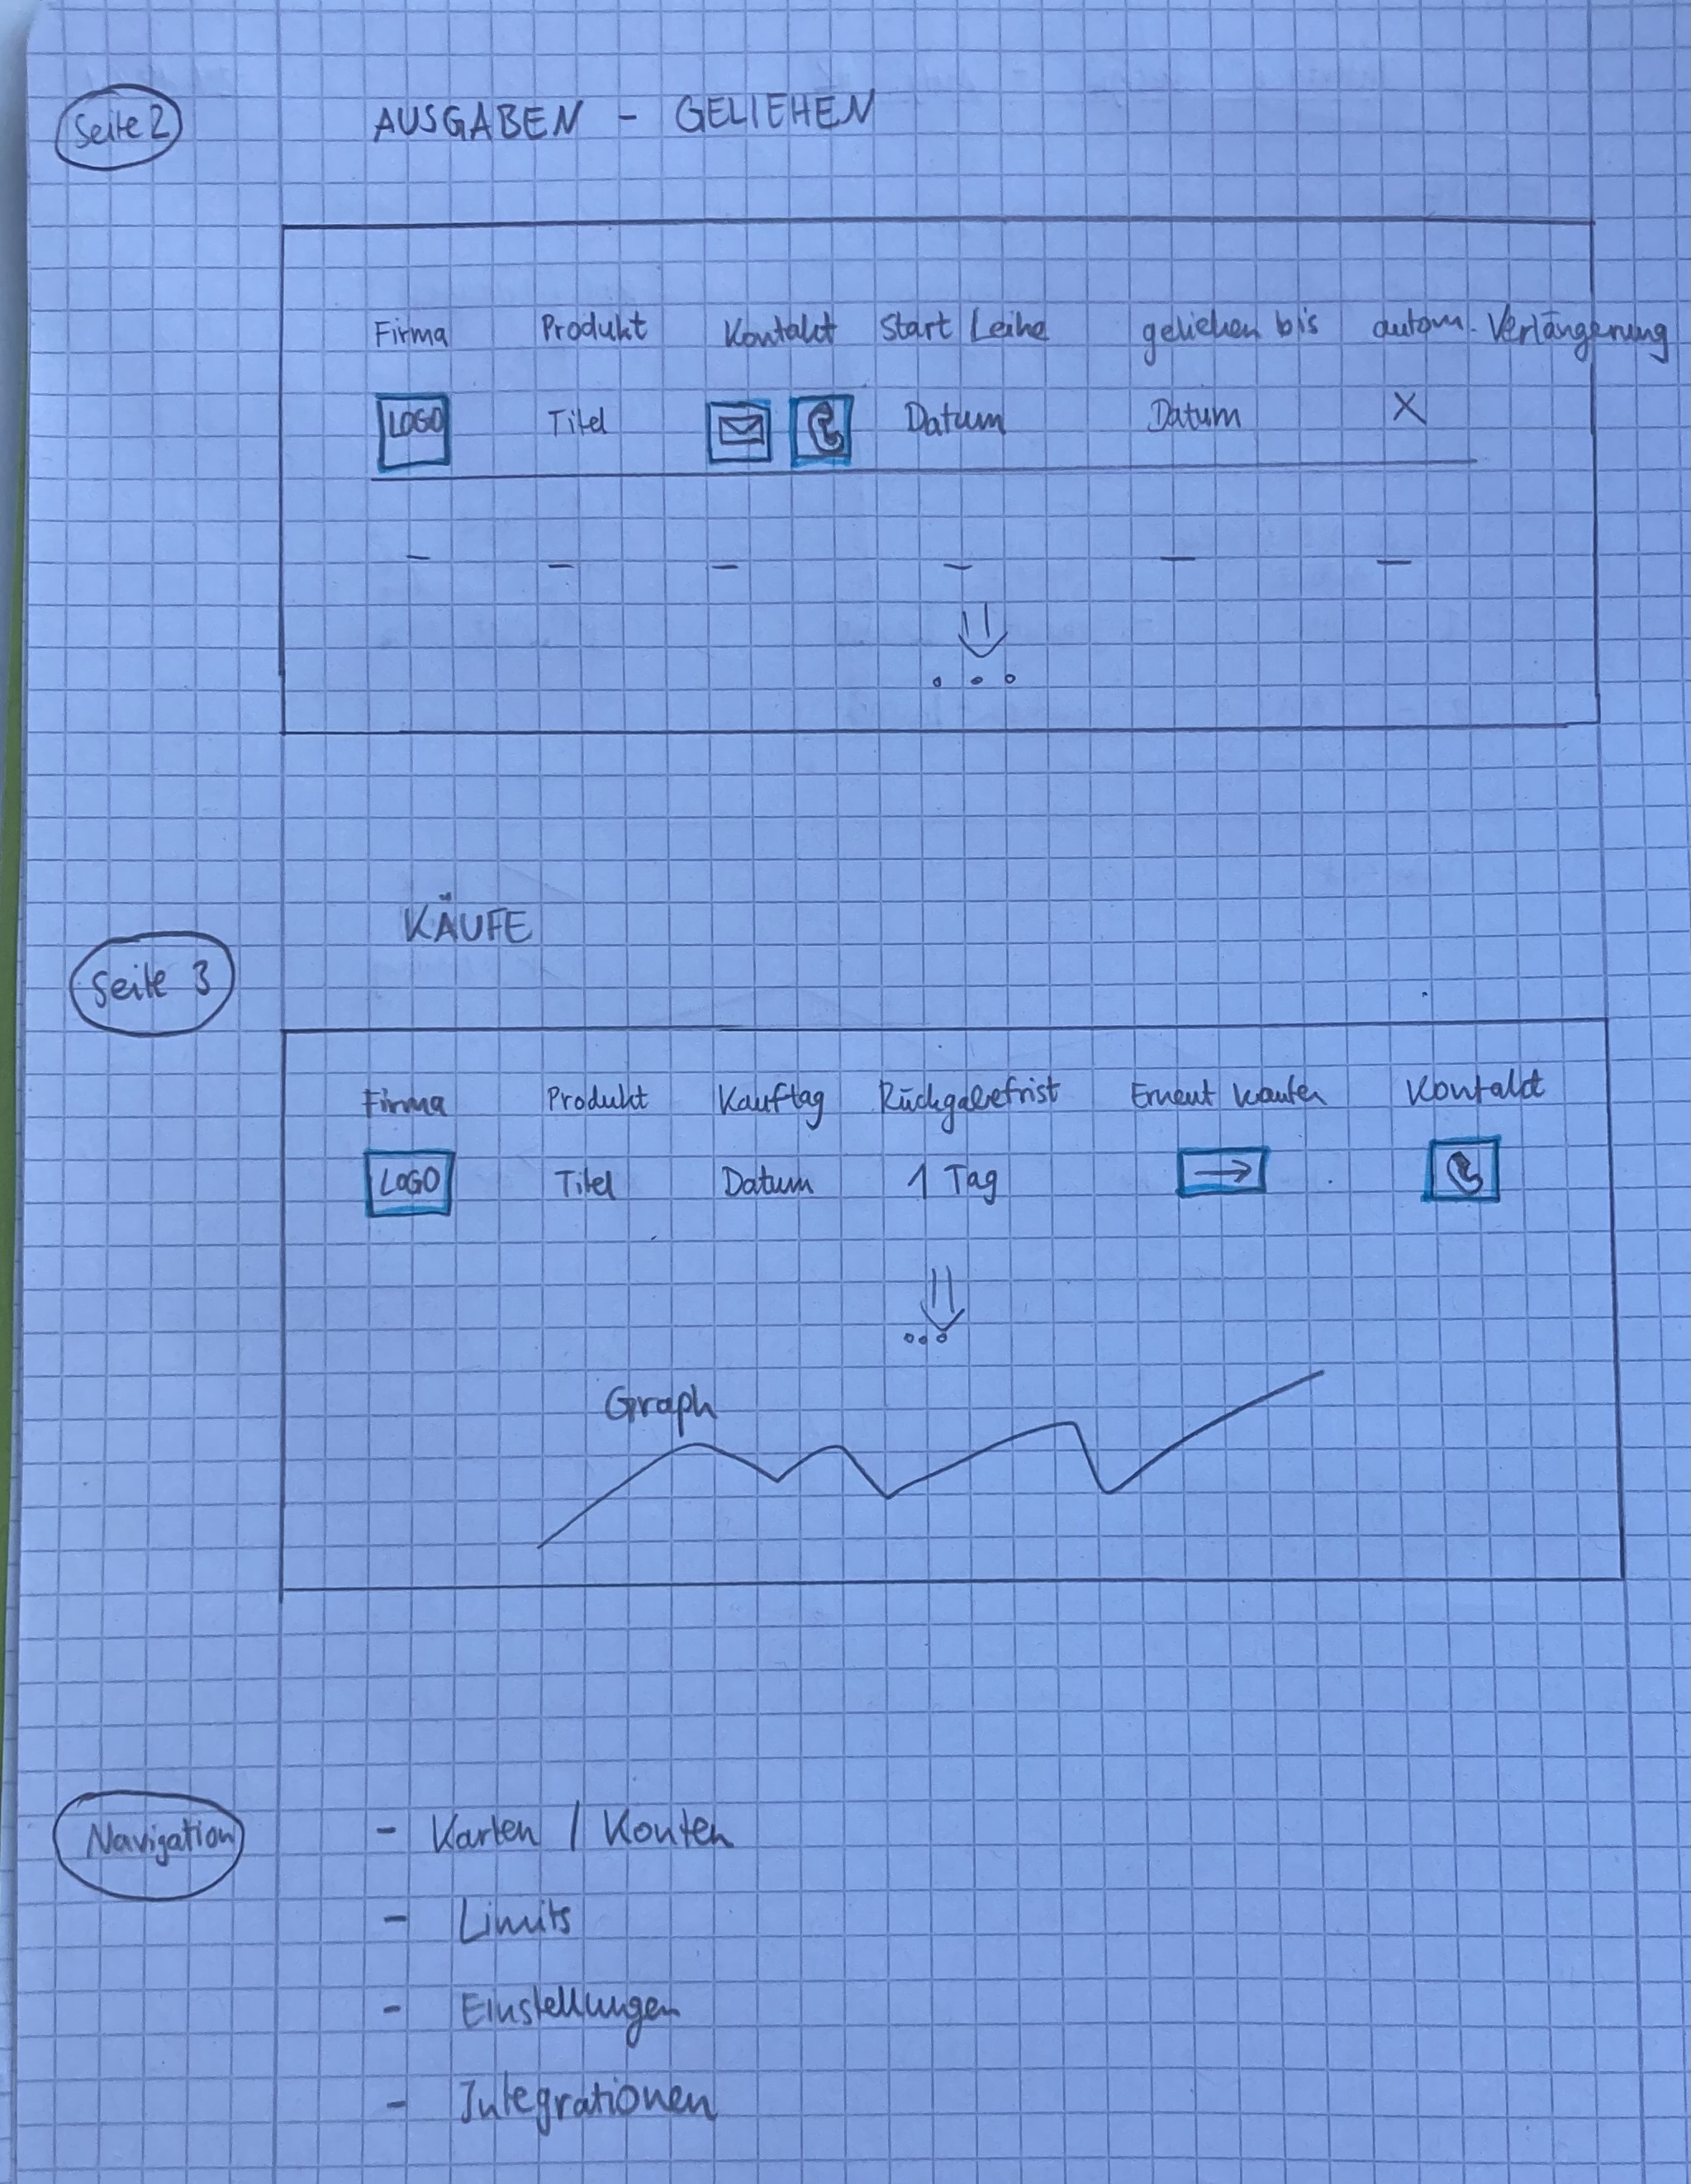 Seite 2
AUSGABEN - GELIEHEN
Firma Produkt Kontakt Start Leihe geliehen bis autom. Verlängerung
LOGO Titel Datum Datum X
- - - - - -
Seite 3
KÄUFE
Firma Produkt Kauftag Rückgabefrist Erneut kaufen Kontakt
LOGO Titel Datum 1 Tag →
Graph
Navigation
- Karten / Konten
- Limits
- Einstellungen
- Integrationen